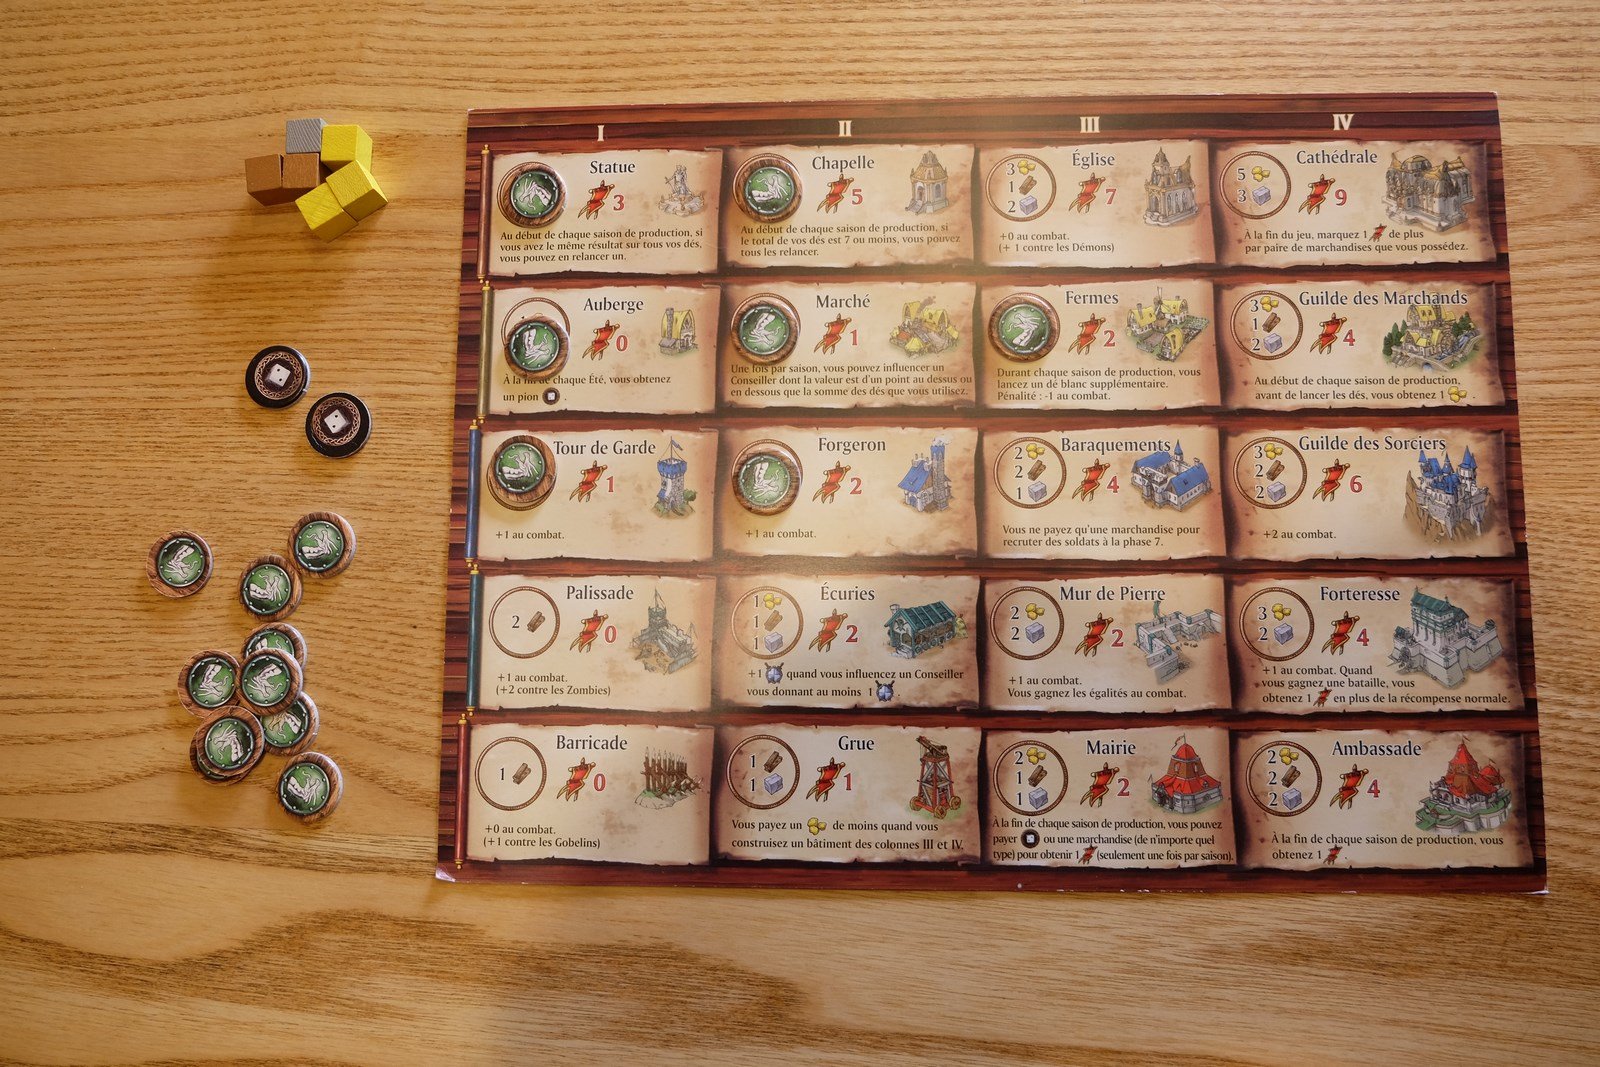 I
II
III
IV
Statue
3
Au début de chaque saison de production, si
vous avez le même résultat sur tous vos dés,
vous pouvez en relancer un.
Chapelle
5
Au début de chaque saison de production, si
le total de vos dés est 7 ou moins, vous pouvez
tous les relancer.
Église
3
1
2
7
+0 au combat.
(+ 1 contre les Démons)
Cathédrale
5
3
9
À la fin du jeu, marquez 1 de plus
par paire de marchandises que vous possédez.
Auberge
0
À la fin de chaque Été, vous obtenez
un pion .
Marché
1
Une fois par saison, vous pouvez influencer un
Conseiller dont la valeur est d'un point au dessus ou
en dessous que la somme des dés que vous utilisez.
Fermes
2
Durant chaque saison de production, vous
lancez un dé blanc supplémentaire.
Pénalité : -1 au combat.
Guilde des Marchands
3
1
2
4
Au début de chaque saison de production,
avant de lancer les dés, vous obtenez 1 .
Tour de Garde
1
+1 au combat.
Forgeron
2
+1 au combat.
Baraquements
2
2
1
4
Vous ne payez qu'une marchandise pour
recruter des soldats à la phase 7.
Guilde des Sorciers
3
2
2
6
+2 au combat.
Palissade
2
0
+1 au combat.
(+2 contre les Zombies)
Écuries
1
1
1
2
+1 quand vous influencez un Conseiller
vous donnant au moins 1 .
Mur de Pierre
2
2
2
+1 au combat.
Vous gagnez les égalités au combat.
Forteresse
3
2
4
+1 au combat. Quand
vous gagnez une bataille, vous
obtenez 1 en plus de la récompense normale.
Barricade
1
0
+0 au combat.
(+1 contre les Gobelins)
Grue
1
1
1
Vous payez un de moins quand vous
construisez un bâtiment des colonnes III et IV.
Mairie
2
1
1
2
À la fin de chaque saison de production, vous pouvez
payer ou une marchandise (de n'importe quel
type) pour obtenir 1 (seulement une fois par saison).
Ambassade
2
2
2
4
À la fin de chaque saison de production, vous
obtenez 1 .